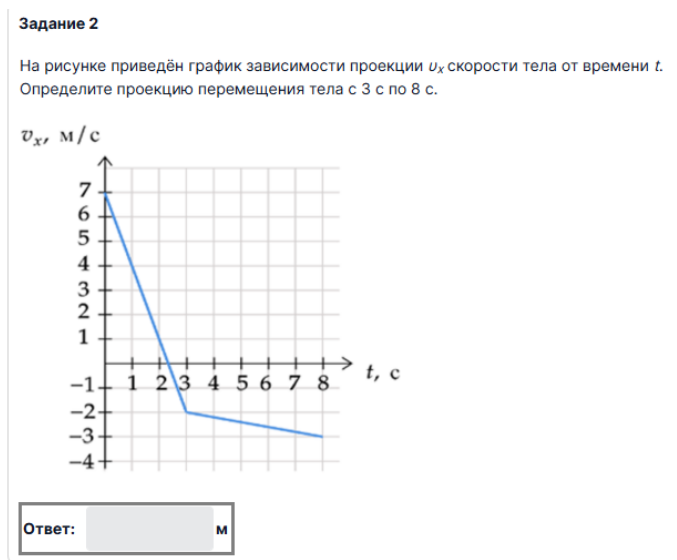 Задание 2
На рисунке приведён график зависимости проекции υx скорости тела от времени t.
Определите проекцию перемещения тела с 3 с по 8 с.
vx, м/с
7
6
5
4
3
2
1
1 2 3 4 5 6 7 8
t, с
−1
−2
−3
−4
Ответ: м